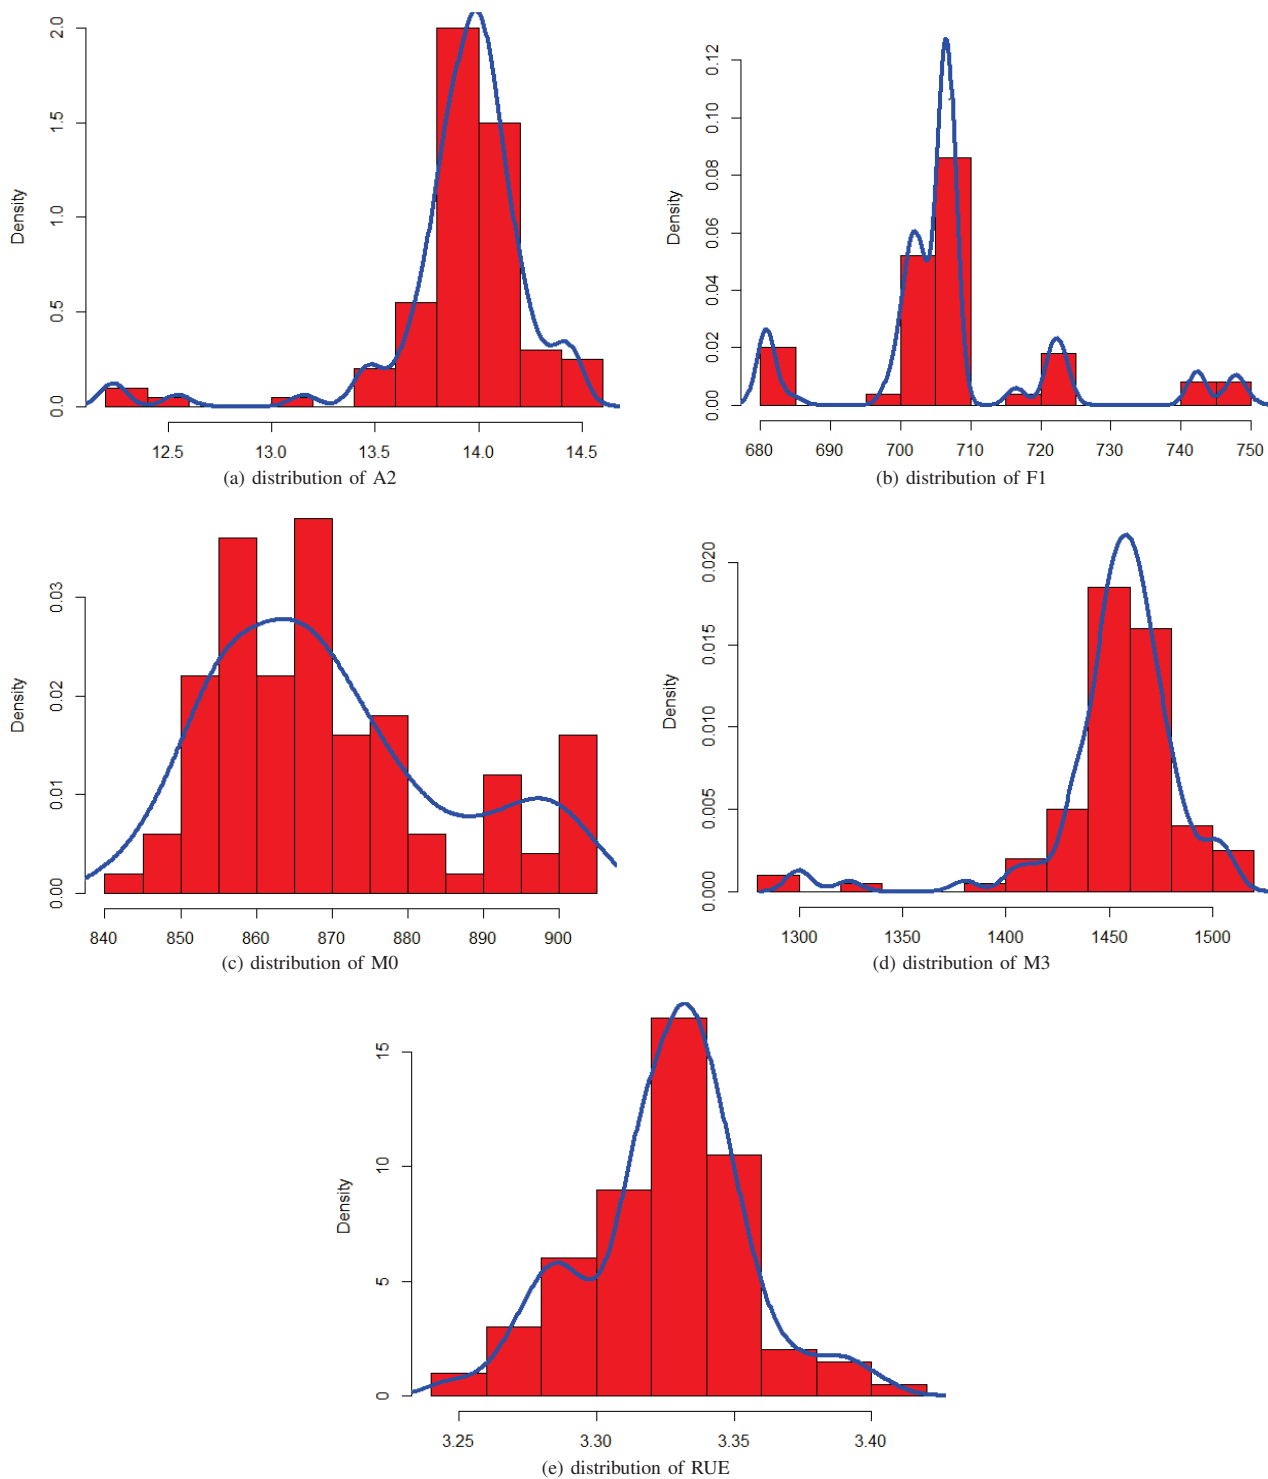 Density
2.0
1.5
1.0
0.5
0.0
12.5 13.0 13.5 14.0 14.5
(a) distribution of A2
Density
0.12
0.10
0.08
0.06
0.04
0.02
0.00
680 690 700 710 720 730 740 750
(b) distribution of F1
Density
0.03
0.02
0.01
0.00
840 850 860 870 880 890 900
(c) distribution of M0
Density
0.020
0.015
0.010
0.005
0.000
1300 1350 1400 1450 1500
(d) distribution of M3
Density
15
10
5
0
3.25 3.30 3.35 3.40
(e) distribution of RUE